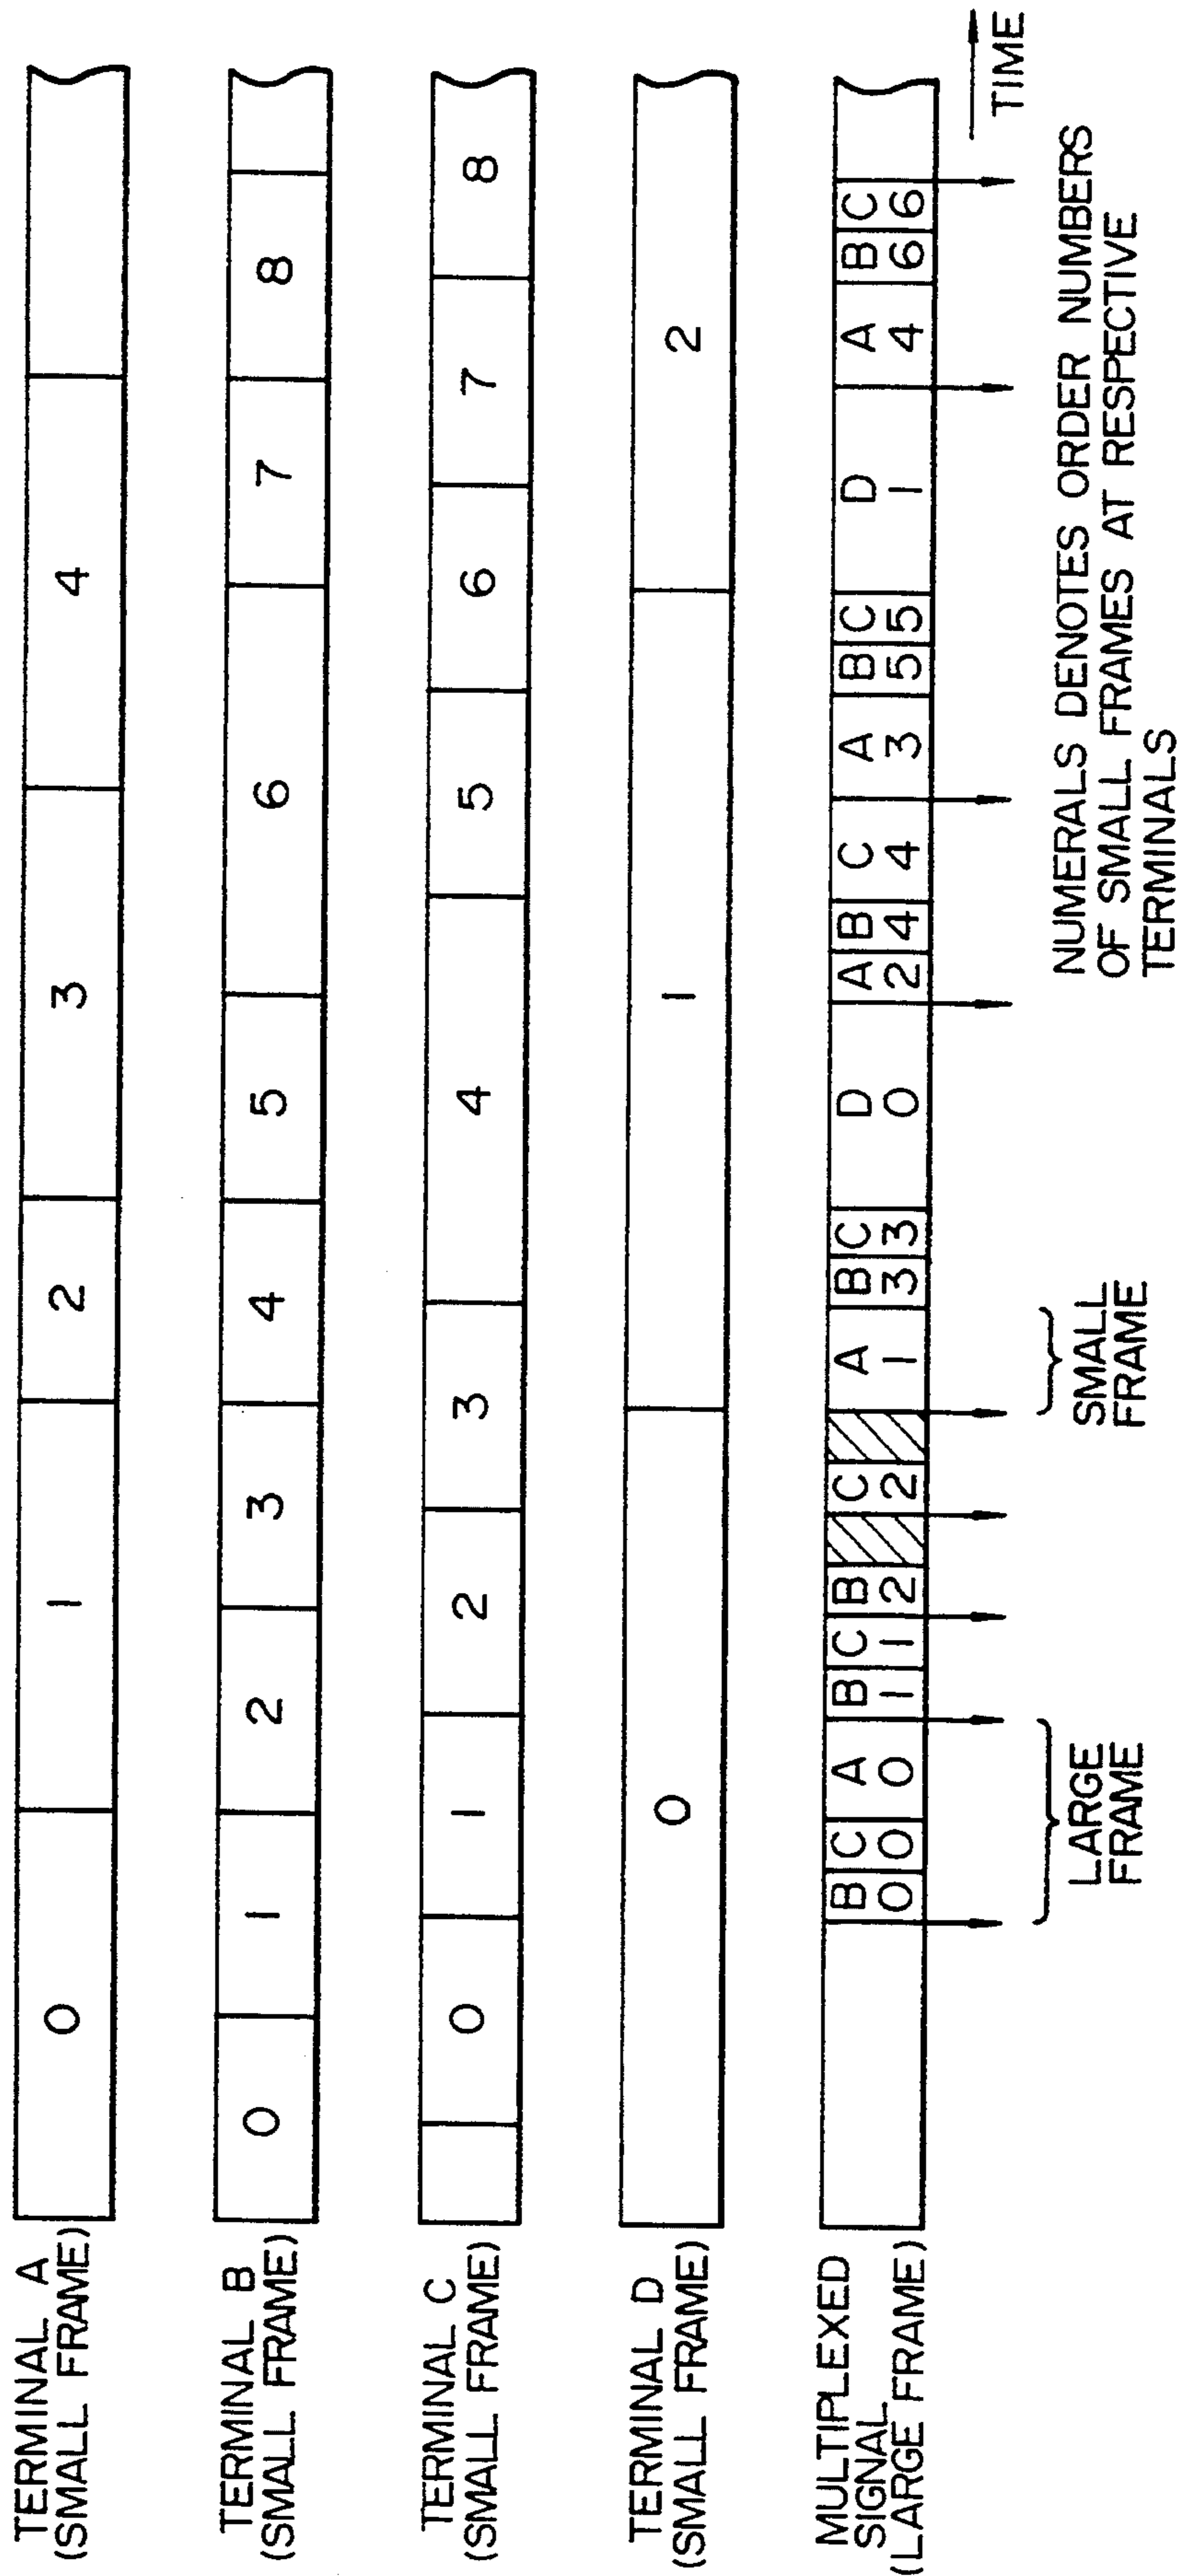 TERMINAL A
(SMALL FRAME)
0 1 2 3 4
TERMINAL B
(SMALL FRAME)
0 1 2 3 4 5 6 7 8
TERMINAL C
(SMALL FRAME)
0 1 2 3 4 5 6 7 8
TERMINAL D
(SMALL FRAME)
0 1 2
MULTIPLEXED
SIGNAL
(LARGE FRAME)
B C A B C B C A B C D A B C A B C D A B C
0 0 0 1 1 2 2 1 3 3 0 2 4 4 3 5 5 1 4 6 6
TIME
LARGE
FRAME
SMALL
FRAME
NUMERALS DENOTES ORDER NUMBERS
OF SMALL FRAMES AT RESPECTIVE
TERMINALS